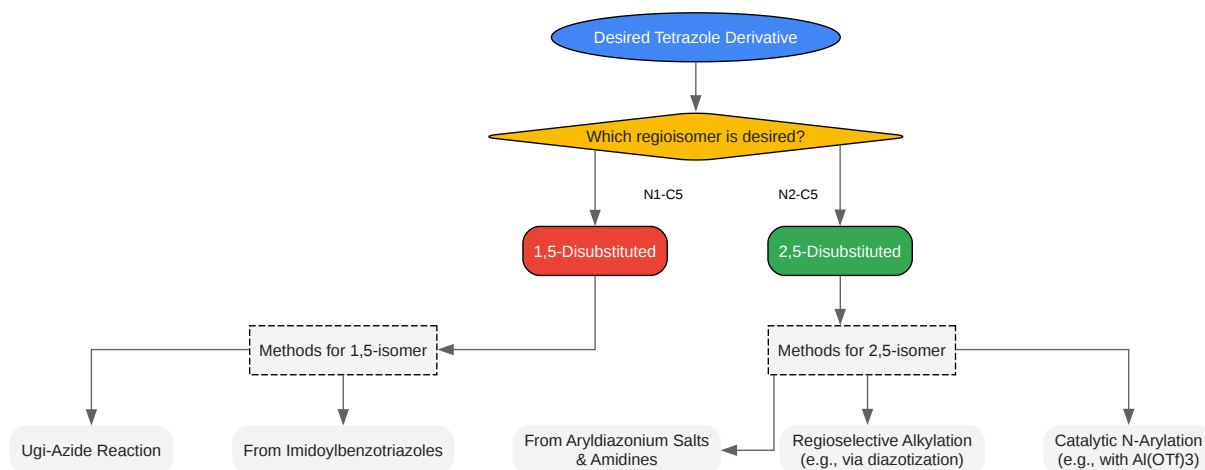 Desired Tetrazole Derivative
Which regioisomer is desired?
N1-C5
N2-C5
1,5-Disubstituted
2,5-Disubstituted
Methods for 1,5-isomer
Methods for 2,5-isomer
Ugi-Azide Reaction
From Imidoylbenzotriazoles
From Aryldiazonium Salts
& Amidines
Regioselective Alkylation
(e.g., via diazotization)
Catalytic N-Arylation
(e.g., with Al(OTf)3)